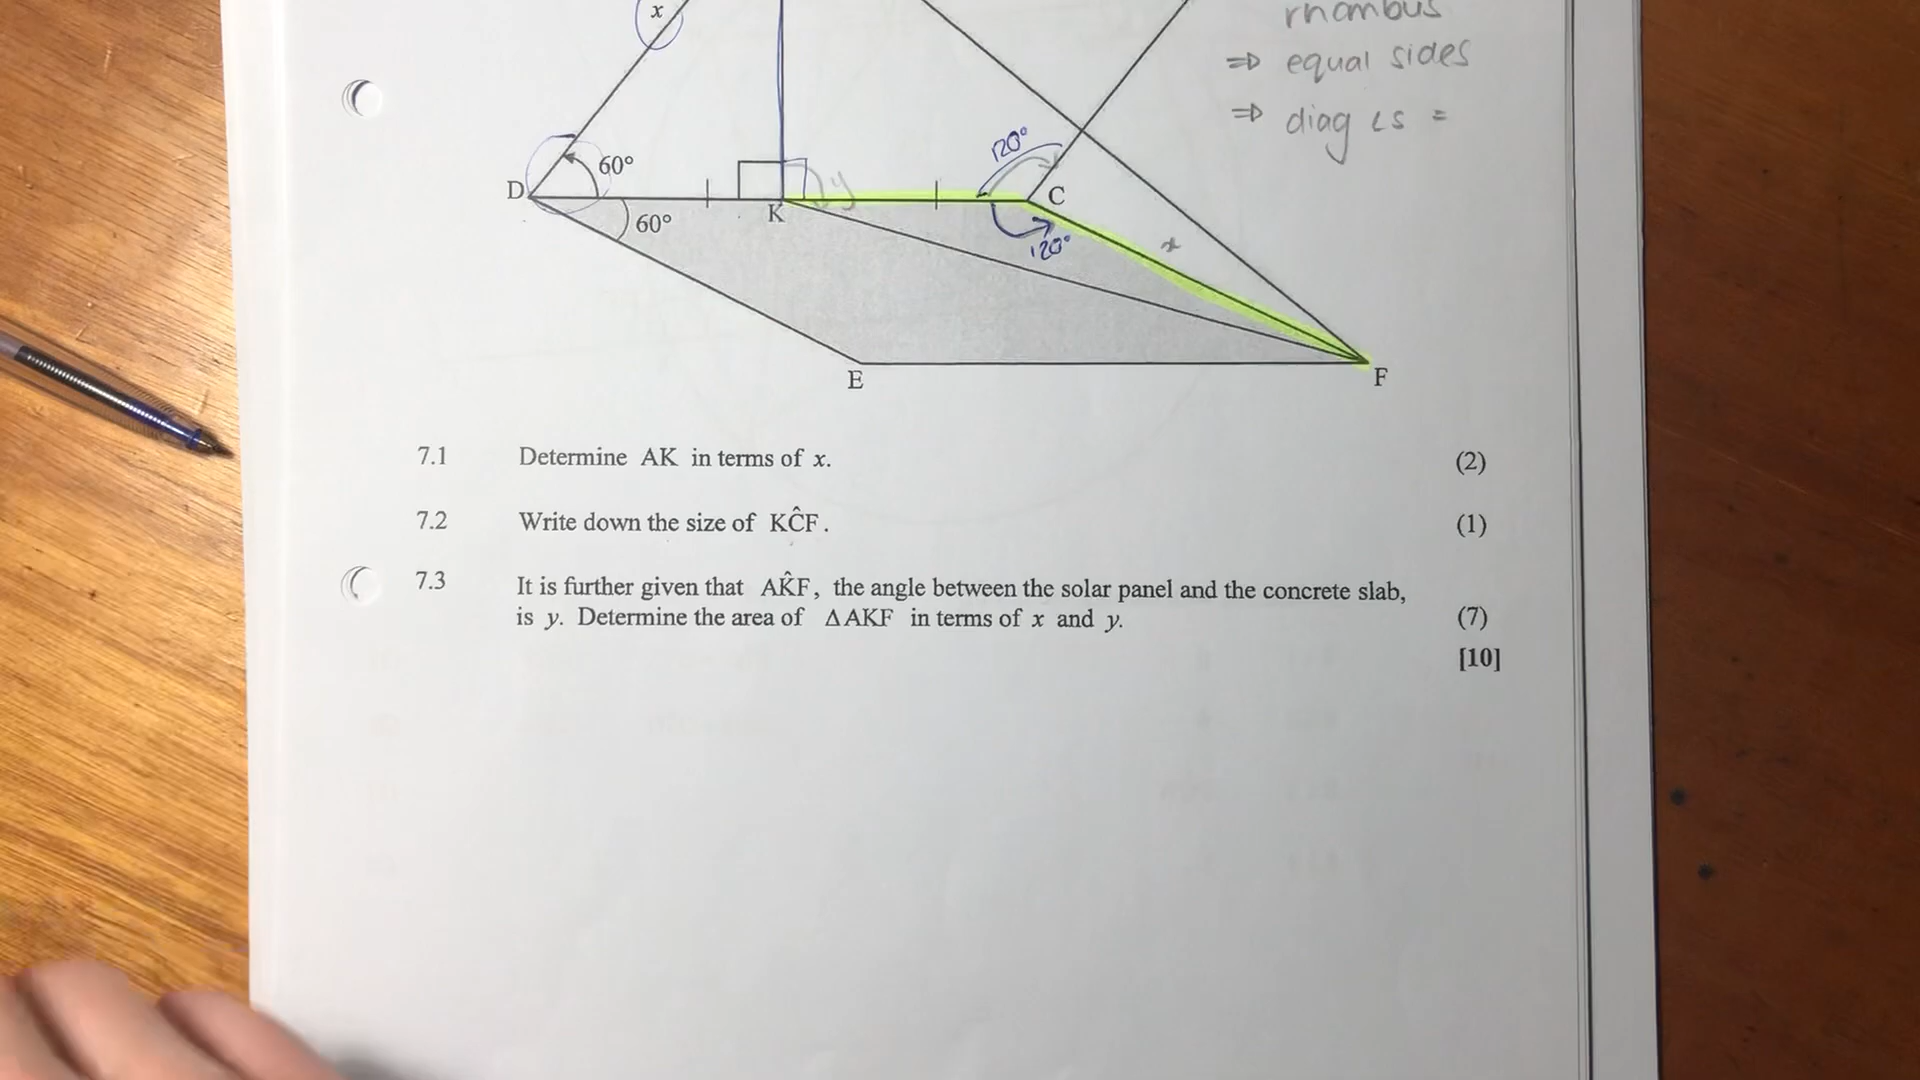 x
rhombus
⇒ equal sides
⇒ diag ∠s =
120°
60°
D
y
C
K
60°
120°
x
E
F
7.1 Determine AK in terms of x. (2)
7.2 Write down the size of KĈF. (1)
7.3 It is further given that AK̂F, the angle between the solar panel and the concrete slab,
is y. Determine the area of ΔAKF in terms of x and y. (7)
[10]